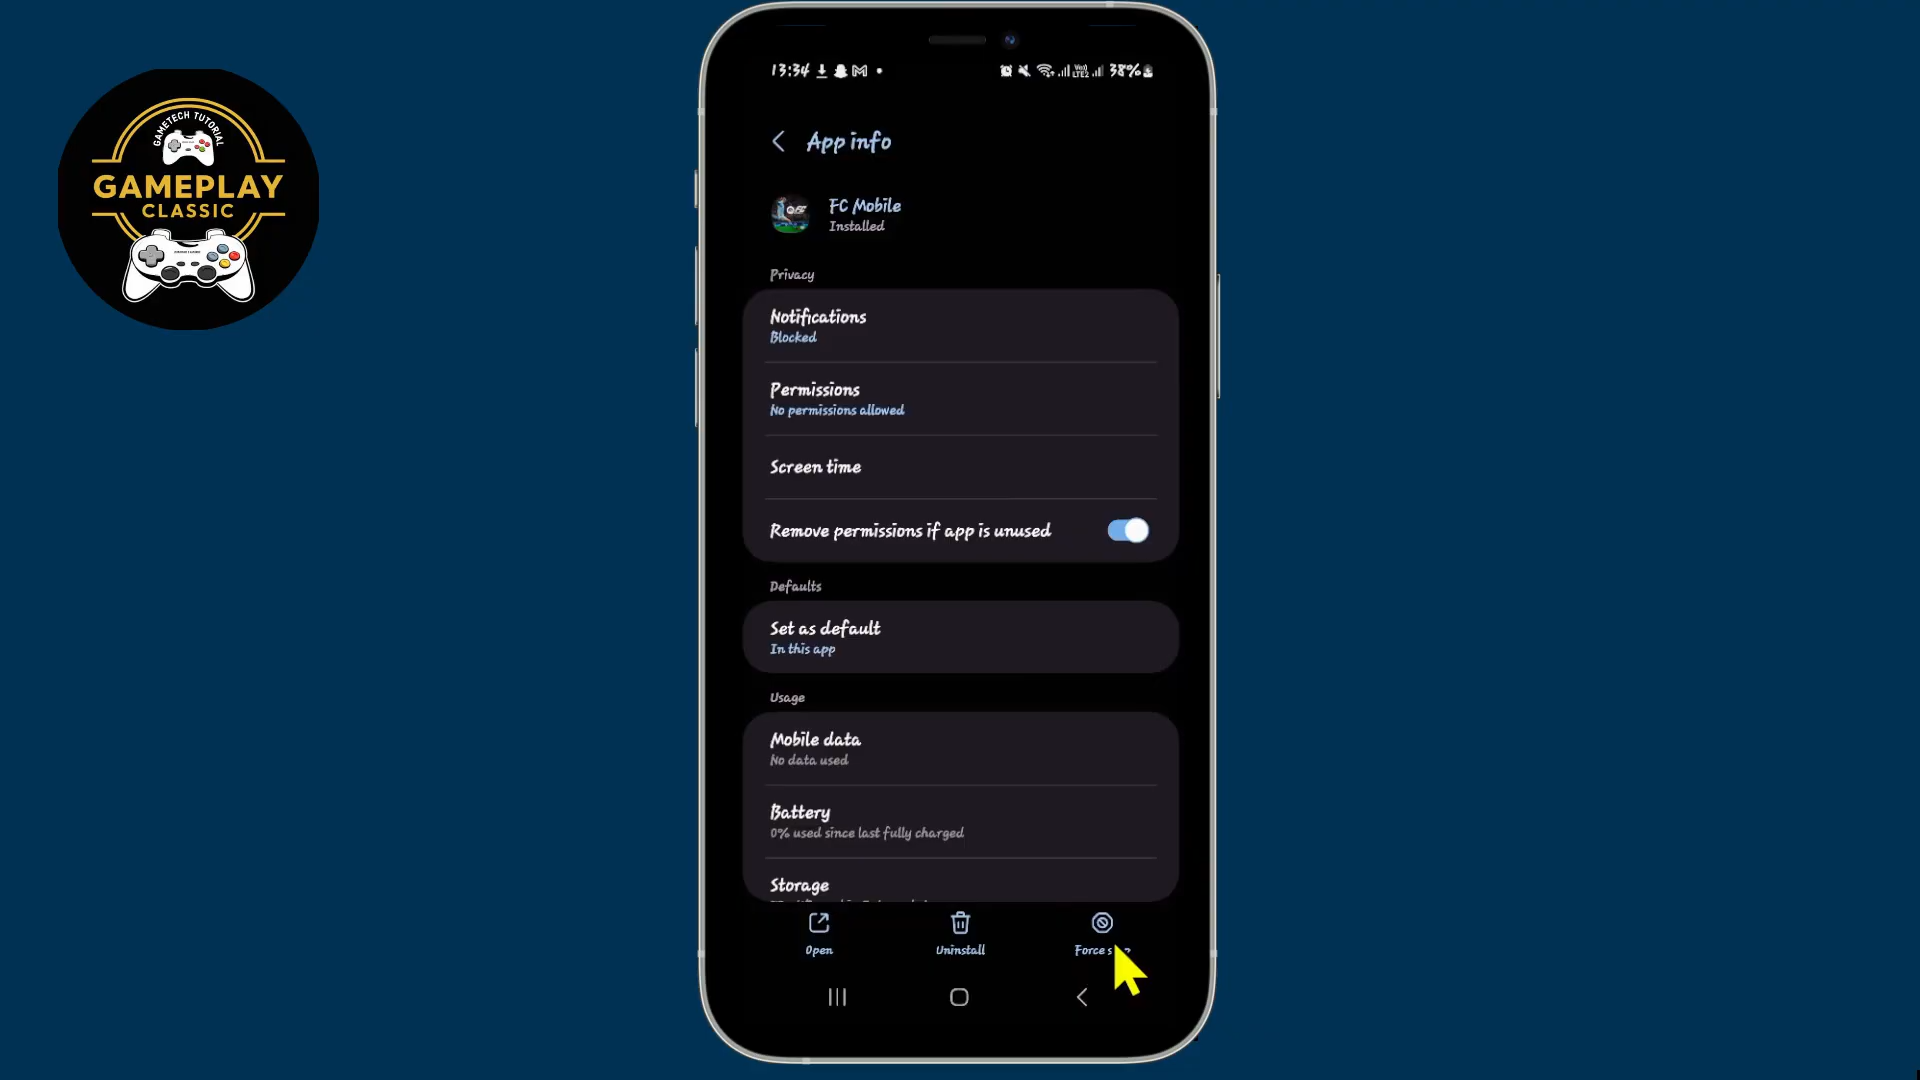 GAMETECH TUTORIAL
GAMEPLAY
CLASSIC
13:34
38%
App info
FC Mobile
Installed
Privacy
Notifications
Blocked
Permissions
No permissions allowed
Screen time
Remove permissions if app is unused
Defaults
Set as default
In this app
Usage
Mobile data
No data used
Battery
0% used since last fully charged
Storage
Open
Uninstall
Force